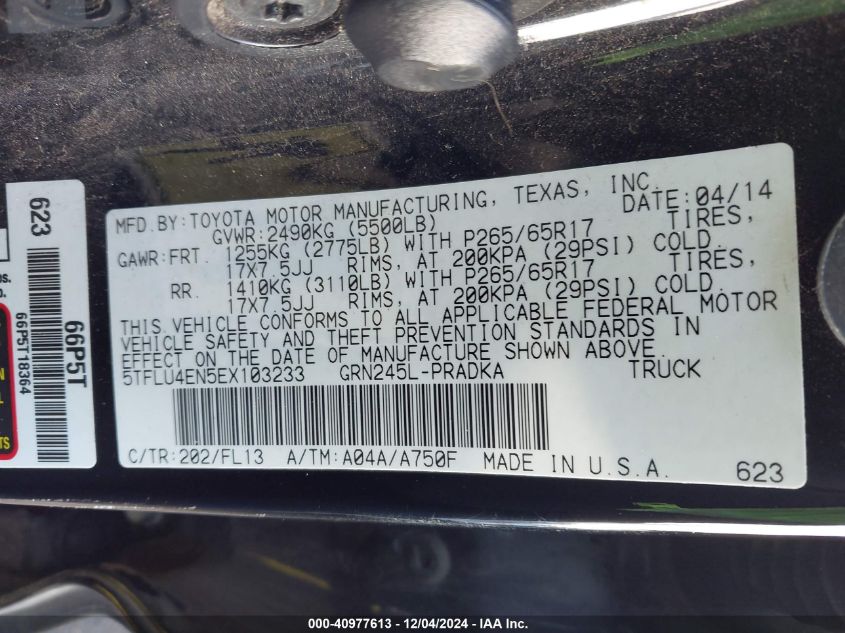 MFD.BY:TOYOTA MOTOR MANUFACTURING, TEXAS, INC.
GVWR:2490KG (5500LB) DATE:04/14
GAWR:FRT. 1255KG (2775LB) WITH P265/65R17 TIRES,
17X7.5JJ RIMS, AT 200KPA (29PSI) COLD.
RR. 1410KG (3110LB) WITH P265/65R17 TIRES,
17X7.5JJ RIMS, AT 200KPA (29PSI) COLD.
THIS VEHICLE CONFORMS TO ALL APPLICABLE FEDERAL MOTOR
VEHICLE SAFETY AND THEFT PREVENTION STANDARDS IN
EFFECT ON THE DATE OF MANUFACTURE SHOWN ABOVE.
5TFLU4EN5EX103233 GRN245L-PRADKA TRUCK
C/TR:202/FL13 A/TM:A04A/A750F MADE IN U.S.A.
623
623
66P5T
66P5T18364
000-40977613 - 12/04/2024 - IAA Inc.